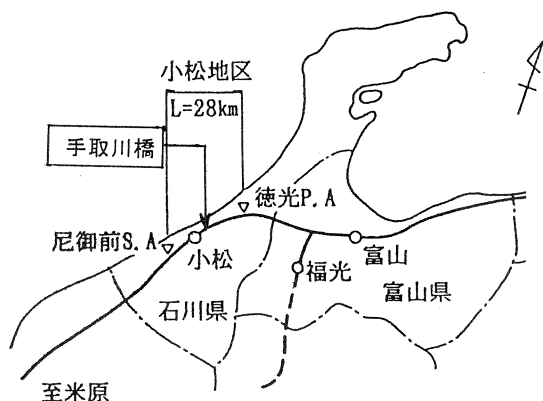 小松地区
L=28km
手取川橋
徳光P.A
尼御前S.A
小松
富山
福光
石川県
富山県
至米原